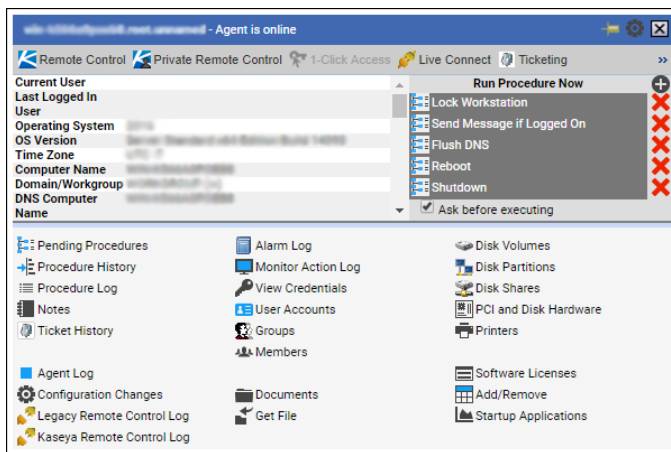 - Agent is online
Remote Control Private Remote Control 1-Click Access Live Connect Ticketing »
Current User
Last Logged In
User
Operating System
OS Version
Time Zone
Computer Name
Domain/Workgroup
DNS Computer
Name
Run Procedure Now
Lock Workstation
Send Message if Logged On
Flush DNS
Reboot
Shutdown
Ask before executing
Pending Procedures
Procedure History
Procedure Log
Notes
Ticket History
Agent Log
Configuration Changes
Legacy Remote Control Log
Kaseya Remote Control Log
Alarm Log
Monitor Action Log
View Credentials
User Accounts
Groups
Members
Documents
Get File
Disk Volumes
Disk Partitions
Disk Shares
PCI and Disk Hardware
Printers
Software Licenses
Add/Remove
Startup Applications